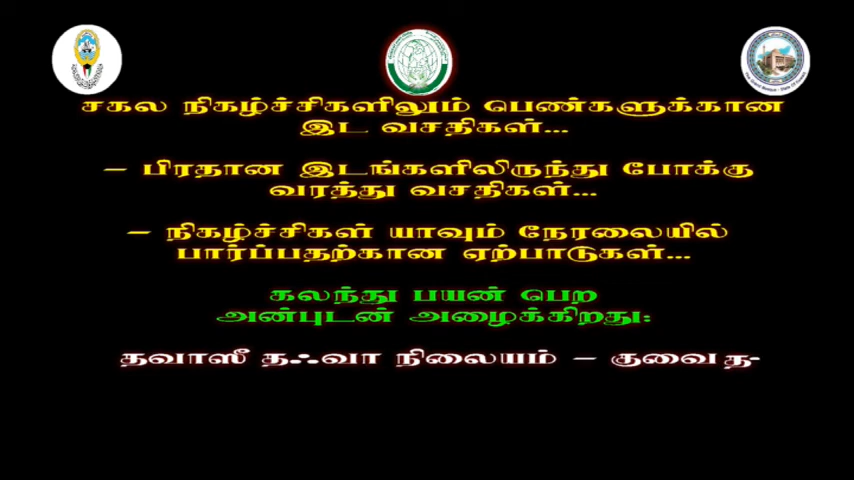 சகல நிகழ்ச்சிகளிலும் பெண்களுக்கான
இட வசதிகள்...
– பிரதான இடங்களிலிருந்து போக்கு
வரத்து வசதிகள்...
– நிகழ்ச்சிகள் யாவும் நேரலையில்
பார்ப்பதற்கான ஏற்பாடுகள்...
கலந்து பயன் பெற
அன்புடன் அழைக்கிறது:
தவாஸீ தஃவா நிலையம் –